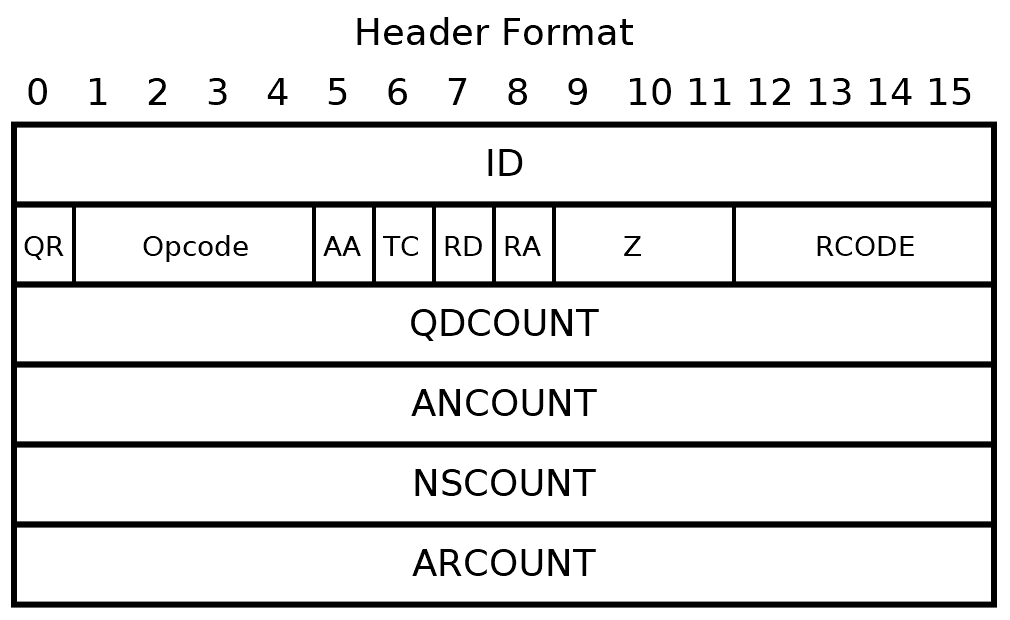 Header Format
0 1 2 3 4 5 6 7 8 9 10 11 12 13 14 15
ID
QR Opcode AA TC RD RA Z RCODE
QDCOUNT
ANCOUNT
NSCOUNT
ARCOUNT